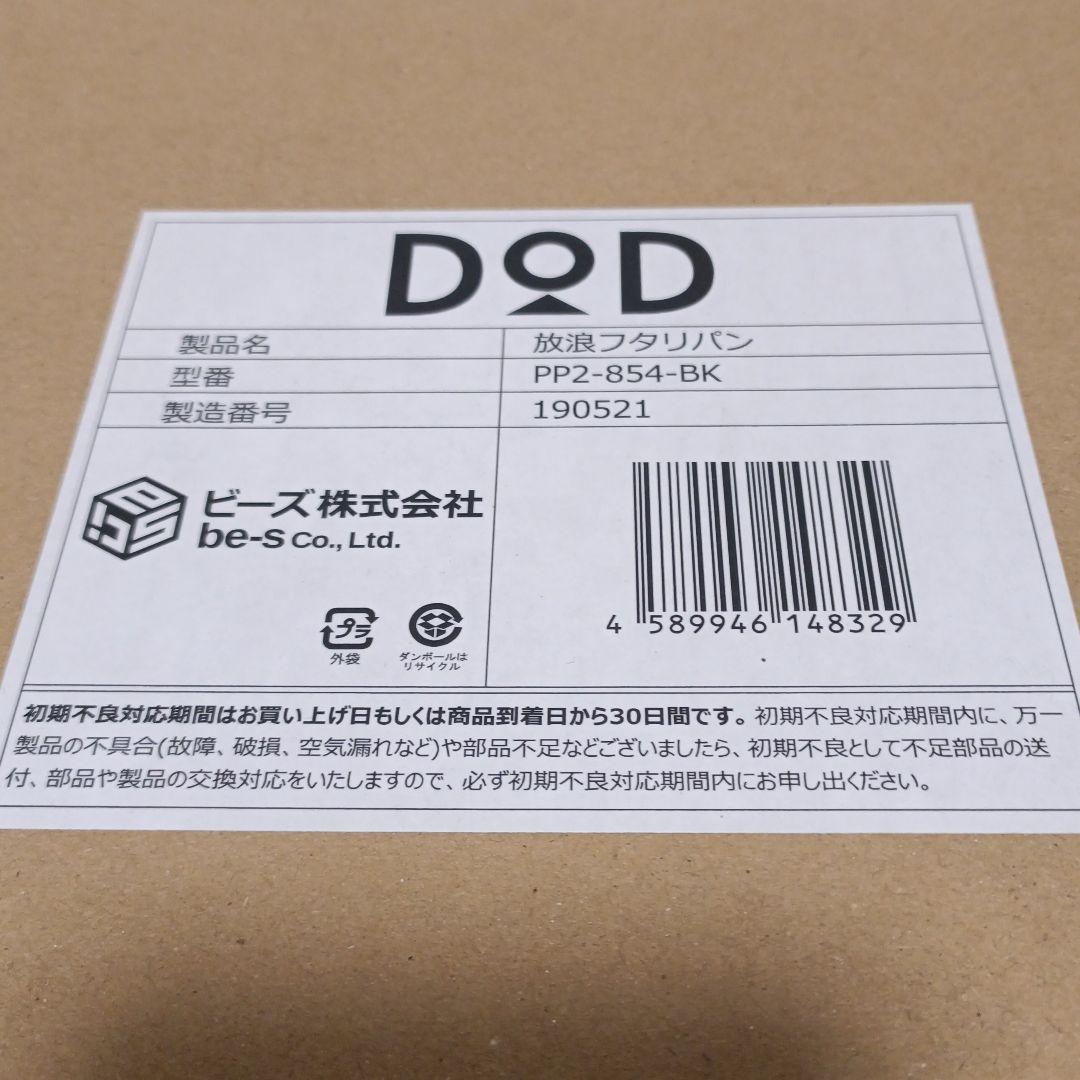 DOD
製品名 放浪フタリパン
型番 PP2-854-BK
製造番号 190521
ビーズ株式会社
be-s Co., Ltd.
プラ
外袋
ダンボールは
リサイクル
4 589946 148329
初期不良対応期間はお買い上げ日もしくは商品到着日から30日間です。初期不良対応期間内に、万一
製品の不具合(故障、破損、空気漏れなど)や部品不足などございましたら、初期不良として不足部品の送
付、部品や製品の交換対応をいたしますので、必ず初期不良対応期間内にお申し出ください。